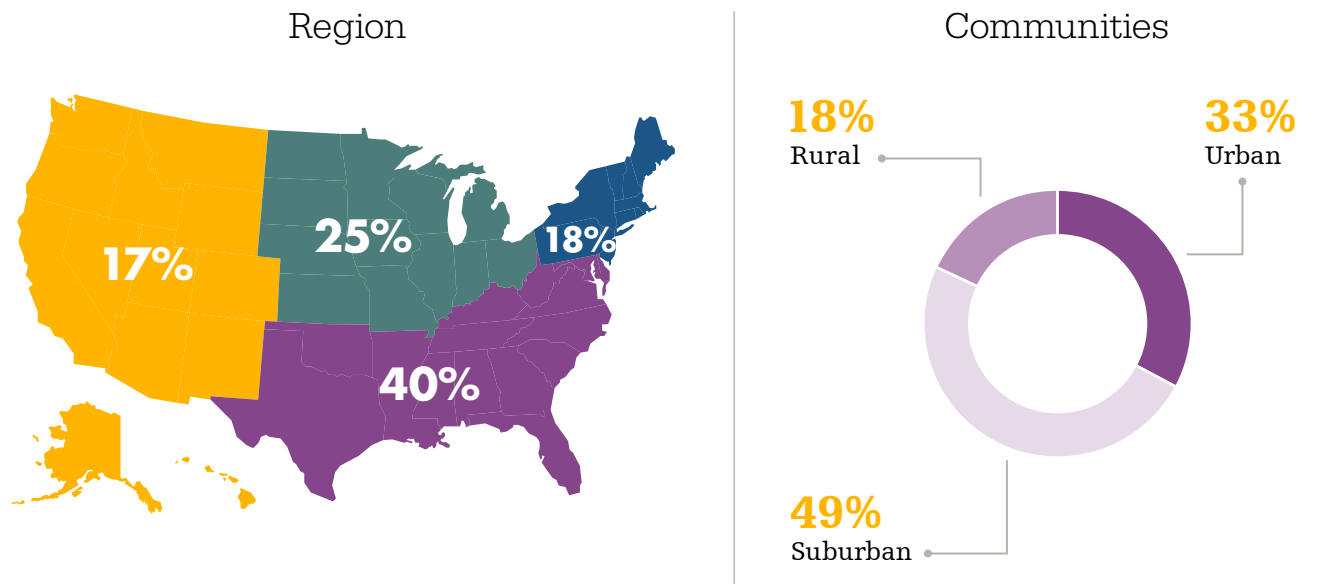 Region
17%
25%
18%
40%
Communities
18%
Rural
33%
Urban
49%
Suburban